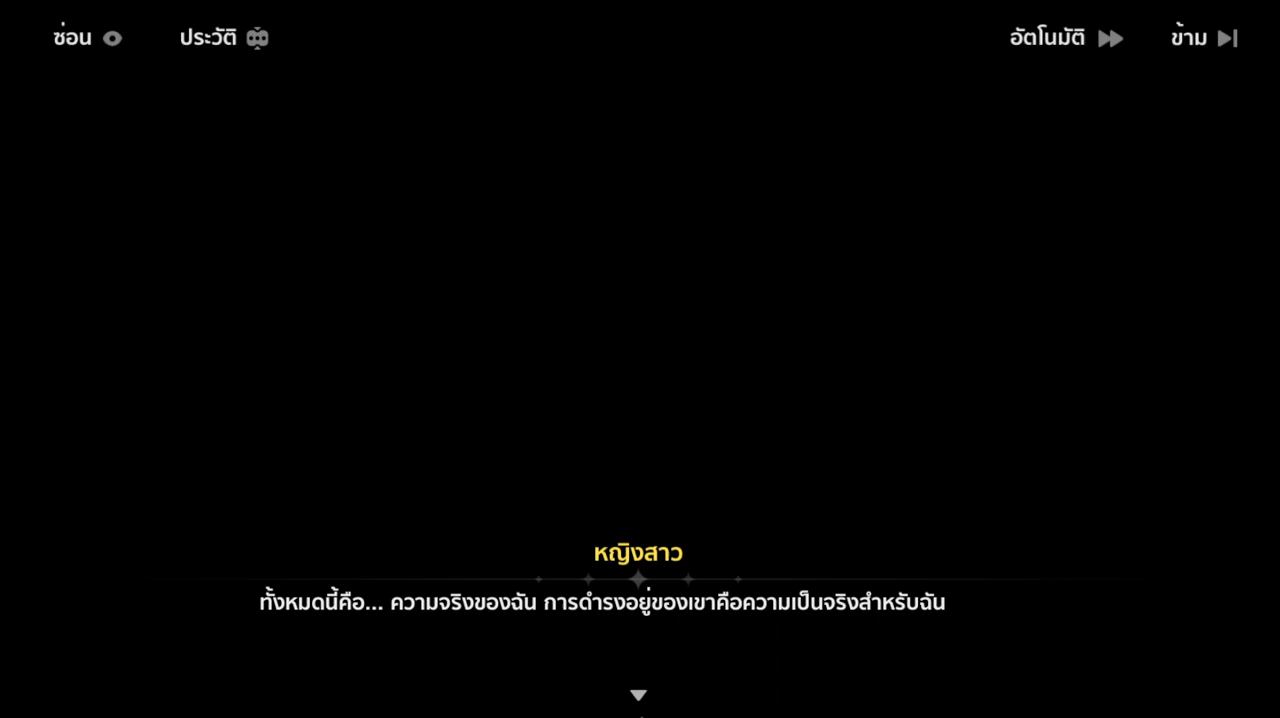 ซ่อน
ประวัติ
อัตโนมัติ
ข้าม
หญิงสาว
ทั้งหมดนี้คือ... ความจริงของฉัน การดำรงอยู่ของเขาคือความเป็นจริงสำหรับฉัน